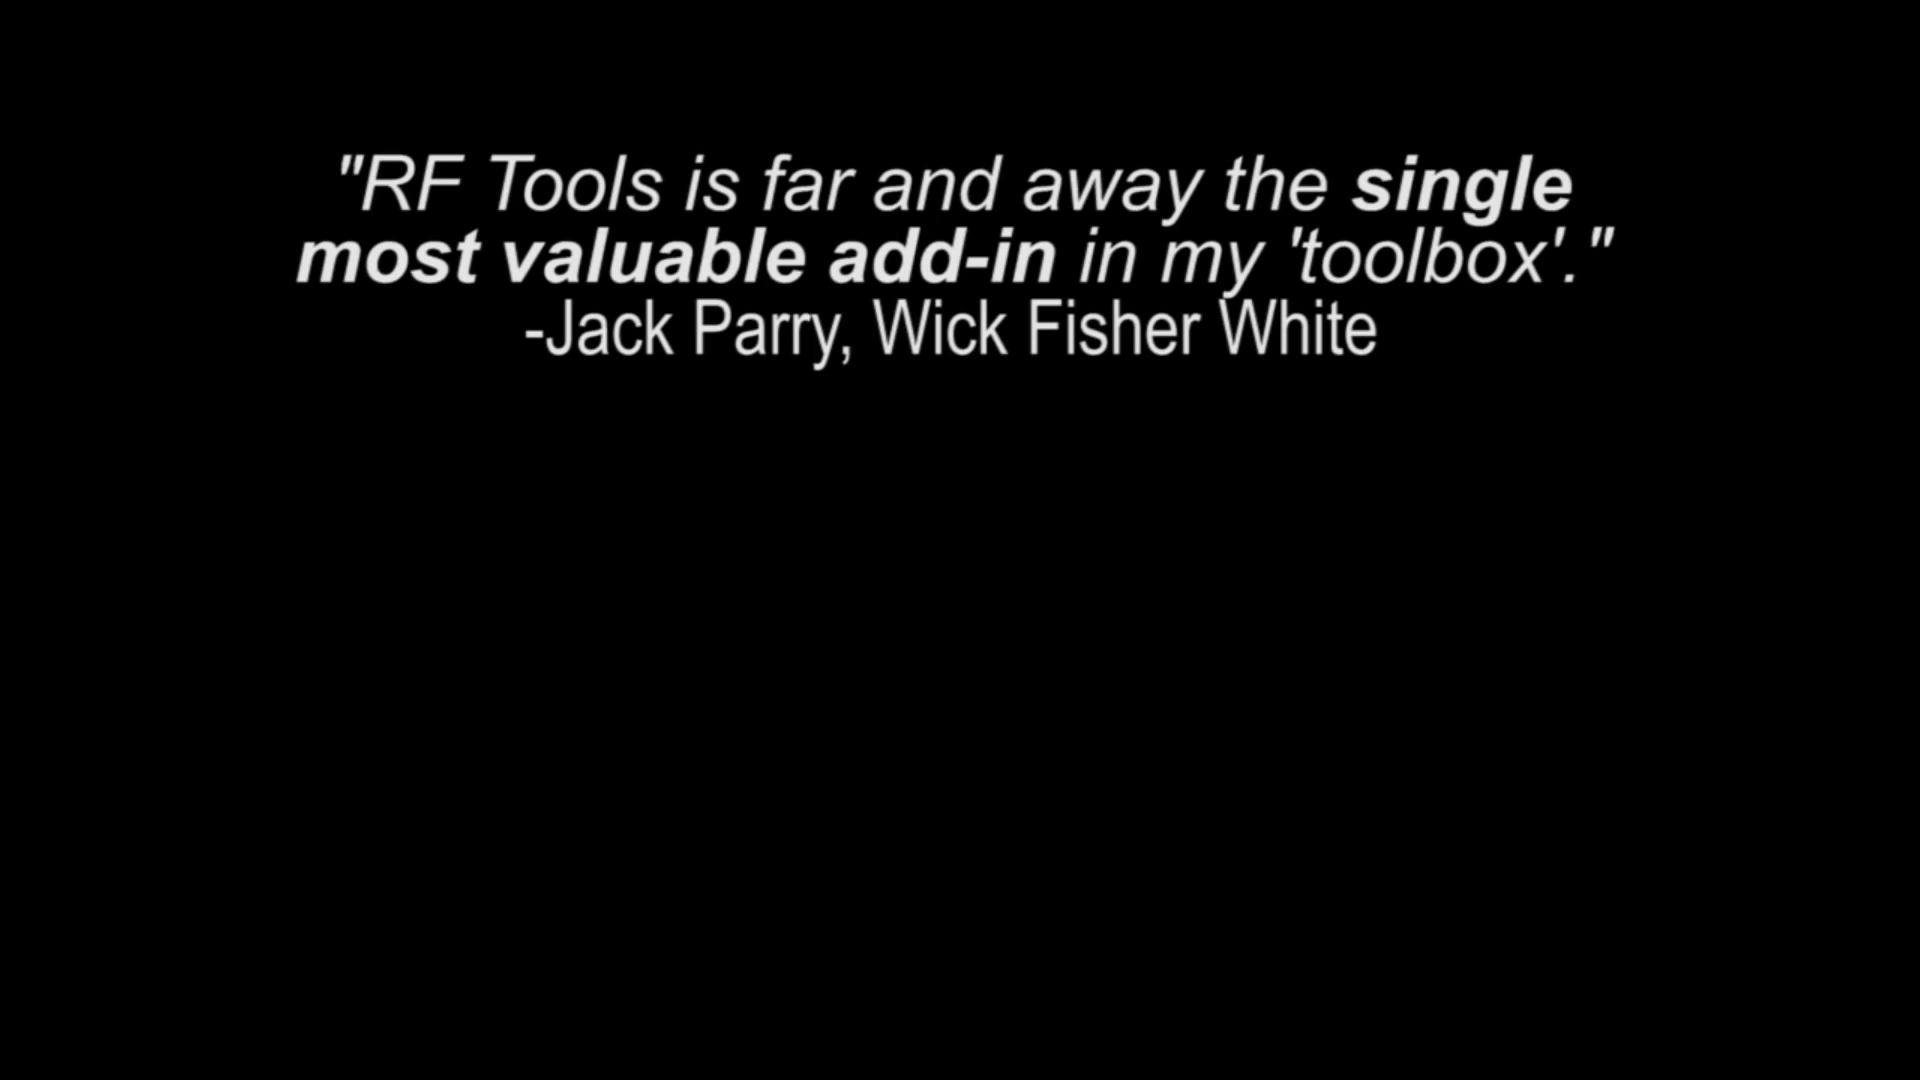 "RF Tools is far and away the single
most valuable add-in in my 'toolbox'."
-Jack Parry, Wick Fisher White